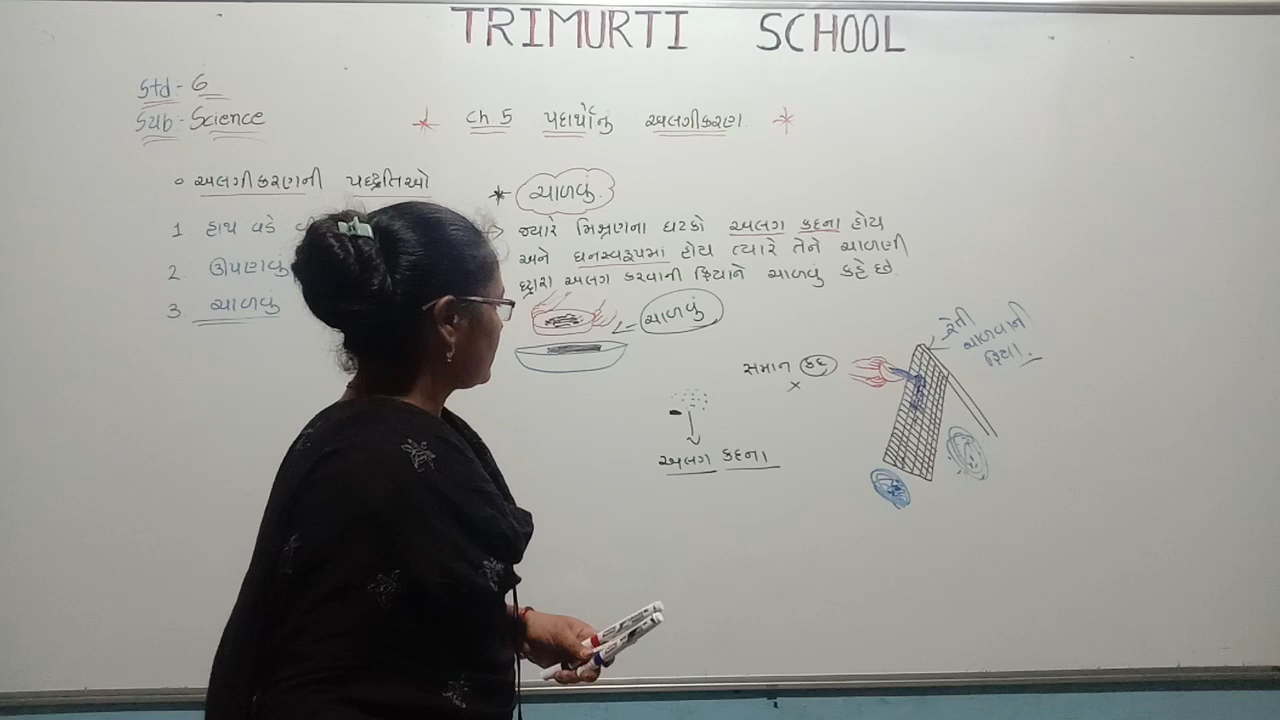 TRIMURTI SCHOOL
Std:- 6
Sub:- Science
Ch 5 પદાર્થોનું અલગીકરણ
અલગીકરણની પદ્ધતિઓ
ચાળવું.
1 હાથ વડે
જ્યારે મિશ્રણના ઘટકો અલગ કદના હોય
અને ઘનસ્વરૂપમાં હોય ત્યારે તેને ચાળણી
2. ઊપણવું
દ્વારા અલગ કરવાની ક્રિયાને ચાળવું કહે છે.
3 ચાળવું
ચાળવું
રેતી
ચાળવાની
ક્રિયા.
સમાન કદ
અલગ કદના